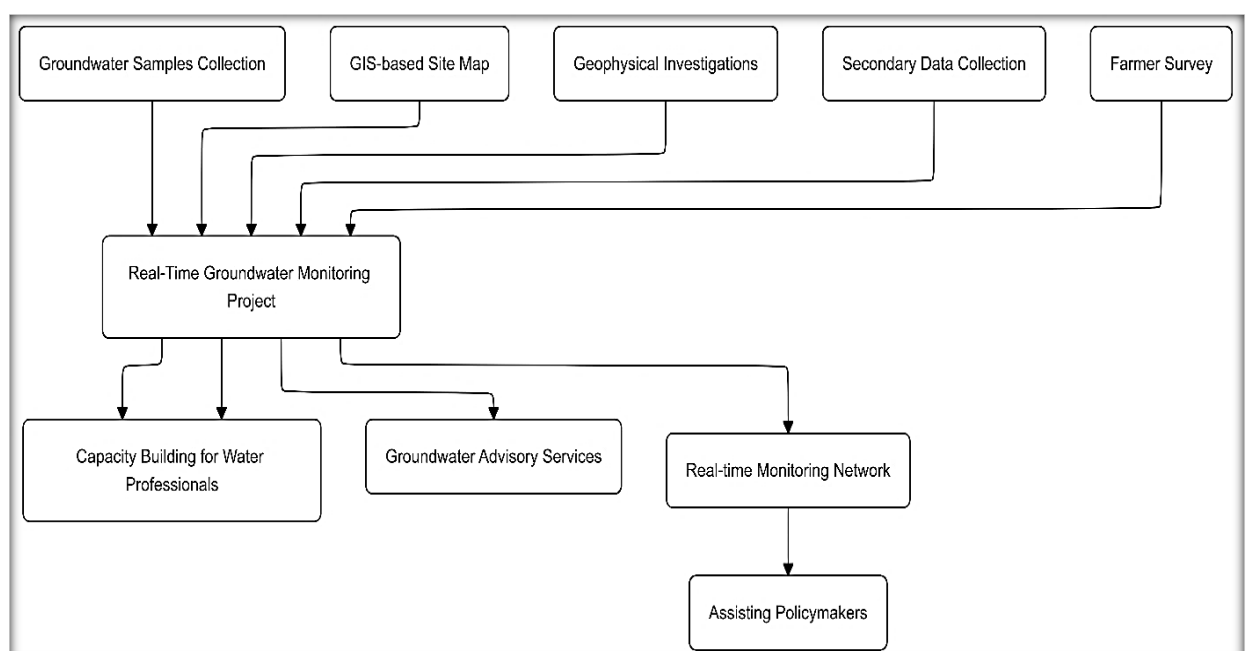 Groundwater Samples Collection
GIS-based Site Map
Geophysical Investigations
Secondary Data Collection
Farmer Survey
Real-Time Groundwater Monitoring
Project
Capacity Building for Water
Professionals
Groundwater Advisory Services
Real-time Monitoring Network
Assisting Policymakers